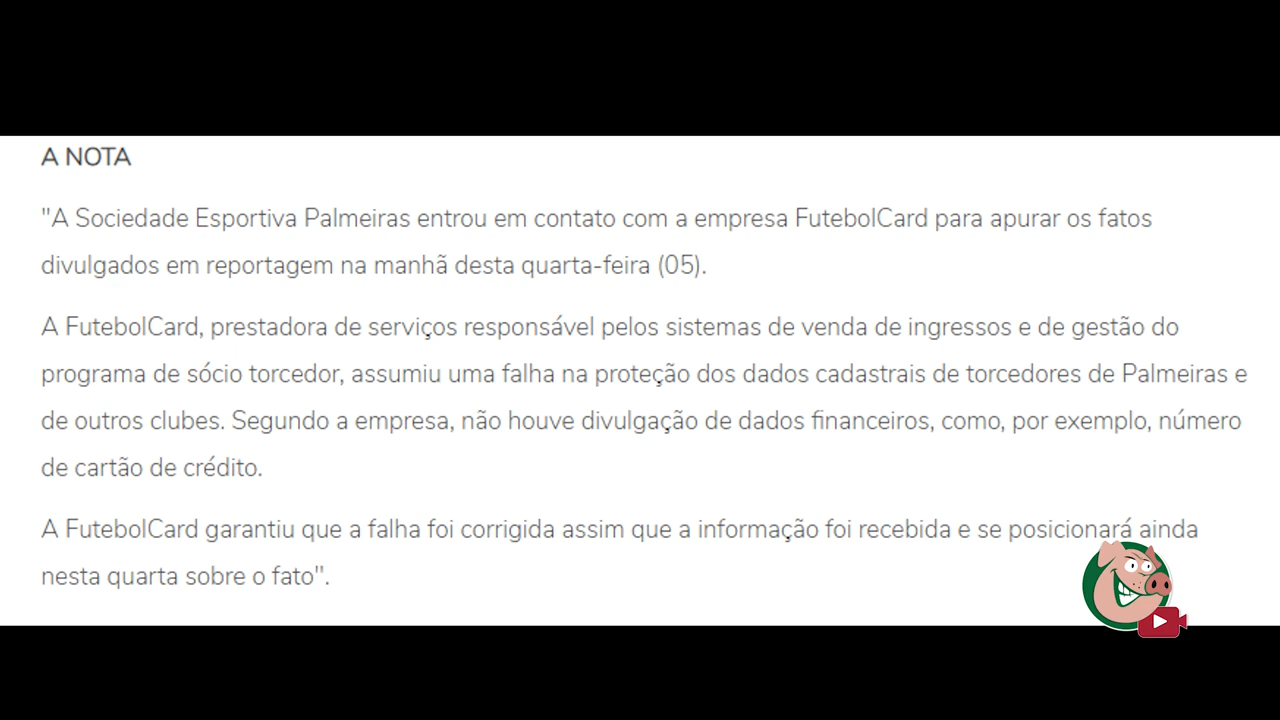 A NOTA
"A Sociedade Esportiva Palmeiras entrou em contato com a empresa FutebolCard para apurar os fatos
divulgados em reportagem na manhã desta quarta-feira (05).
A FutebolCard, prestadora de serviços responsável pelos sistemas de venda de ingressos e de gestão do
programa de sócio torcedor, assumiu uma falha na proteção dos dados cadastrais de torcedores de Palmeiras e
de outros clubes. Segundo a empresa, não houve divulgação de dados financeiros, como, por exemplo, número
de cartão de crédito.
A FutebolCard garantiu que a falha foi corrigida assim que a informação foi recebida e se posicionará ainda
nesta quarta sobre o fato".